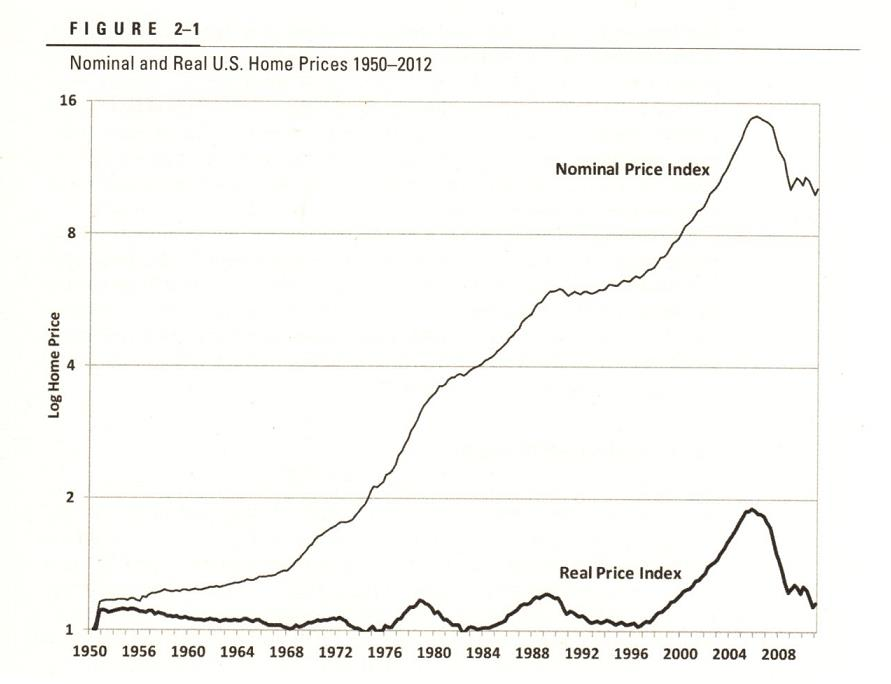 FIGURE 2–1
Nominal and Real U.S. Home Prices 1950–2012
16
Nominal Price Index
8
Log Home Price
4
2
Real Price Index
1
1950 1956 1960 1964 1968 1972 1976 1980 1984 1988 1992 1996 2000 2004 2008